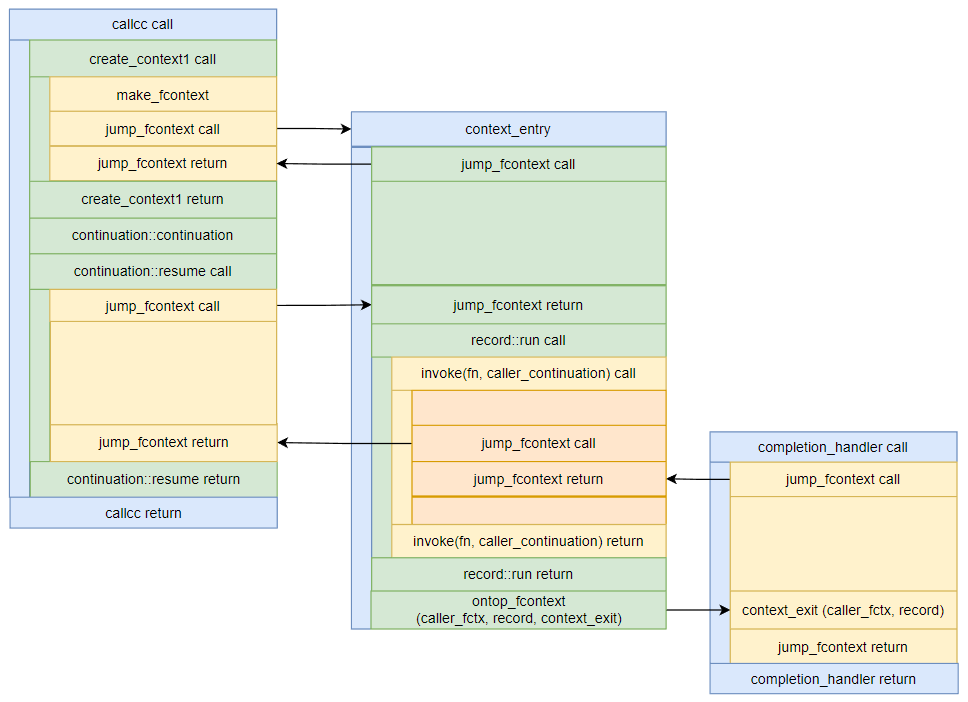 callcc call
create_context1 call
make_fcontext
jump_fcontext call
jump_fcontext return
create_context1 return
continuation::continuation
continuation::resume call
jump_fcontext call
jump_fcontext return
continuation::resume return
callcc return
context_entry
jump_fcontext call
jump_fcontext return
record::run call
invoke(fn, caller_continuation) call
jump_fcontext call
jump_fcontext return
invoke(fn, caller_continuation) return
record::run return
ontop_fcontext
(caller_fctx, record, context_exit)
completion_handler call
jump_fcontext call
context_exit (caller_fctx, record)
jump_fcontext return
completion_handler return